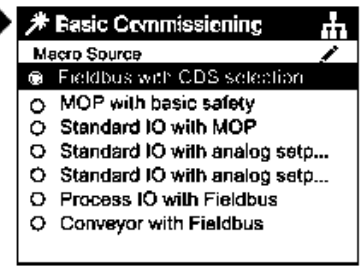 Basic Commissioning
Macro Source
Fieldbus with CDS selection
MOP with basic safety
Standard IO with MOP
Standard IO with analog setp...
Standard IO with analog setp...
Process IO with Fieldbus
Conveyor with Fieldbus